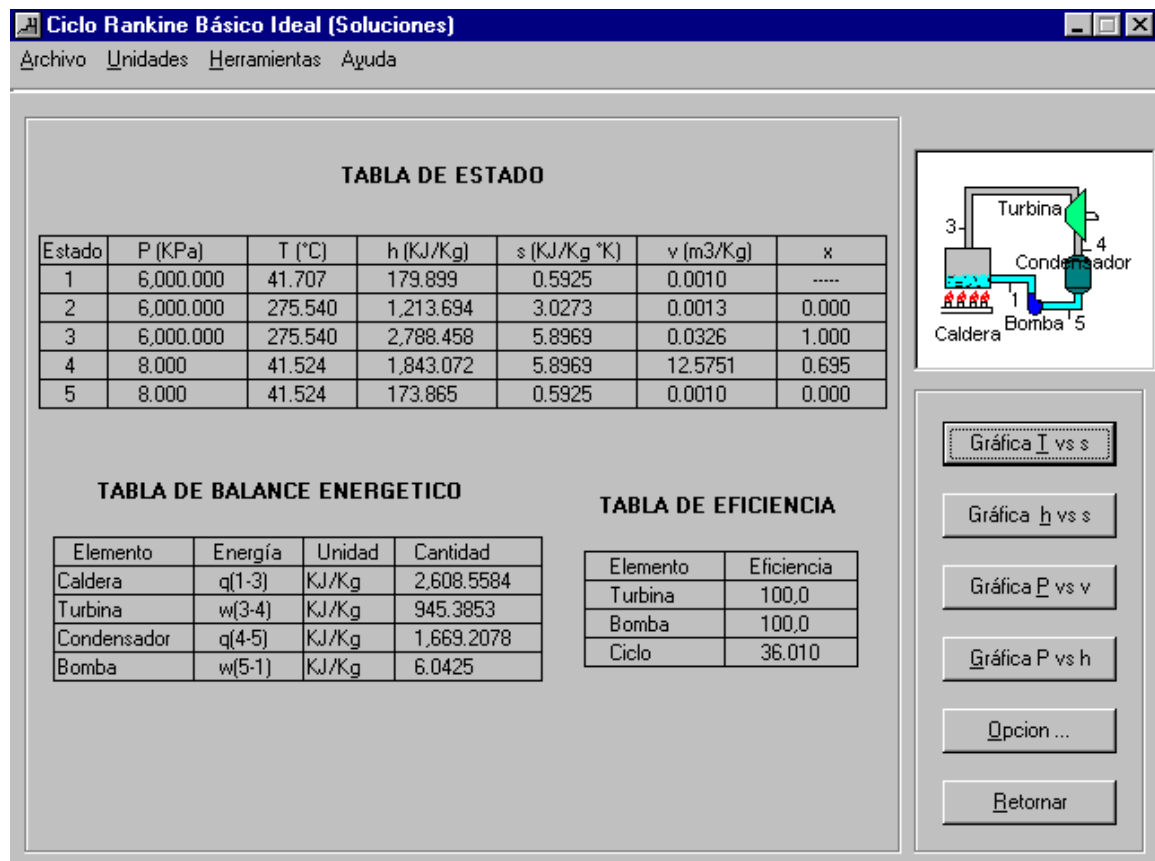 Ciclo Rankine Básico Ideal (Soluciones)
Archivo Unidades Herramientas Ayuda
TABLA DE ESTADO
Estado P (KPa) T (°C) h (KJ/Kg) s (KJ/Kg °K) v (m3/Kg) x
1 6,000.000 41.707 179.899 0.5925 0.0010 -----
2 6,000.000 275.540 1,213.694 3.0273 0.0013 0.000
3 6,000.000 275.540 2,788.458 5.8969 0.0326 1.000
4 8.000 41.524 1,843.072 5.8969 12.5751 0.695
5 8.000 41.524 173.865 0.5925 0.0010 0.000
TABLA DE BALANCE ENERGETICO
Elemento Energía Unidad Cantidad
Caldera q(1-3) KJ/Kg 2,608.5584
Turbina w(3-4) KJ/Kg 945.3853
Condensador q(4-5) KJ/Kg 1,669.2078
Bomba w(5-1) KJ/Kg 6.0425
TABLA DE EFICIENCIA
Elemento Eficiencia
Turbina 100,0
Bomba 100,0
Ciclo 36.010
Turbina
3
4
Condensador
1
Bomba 5
Caldera
Gráfica T vs s
Gráfica h vs s
Gráfica P vs v
Gráfica P vs h
Opcion ...
Retornar